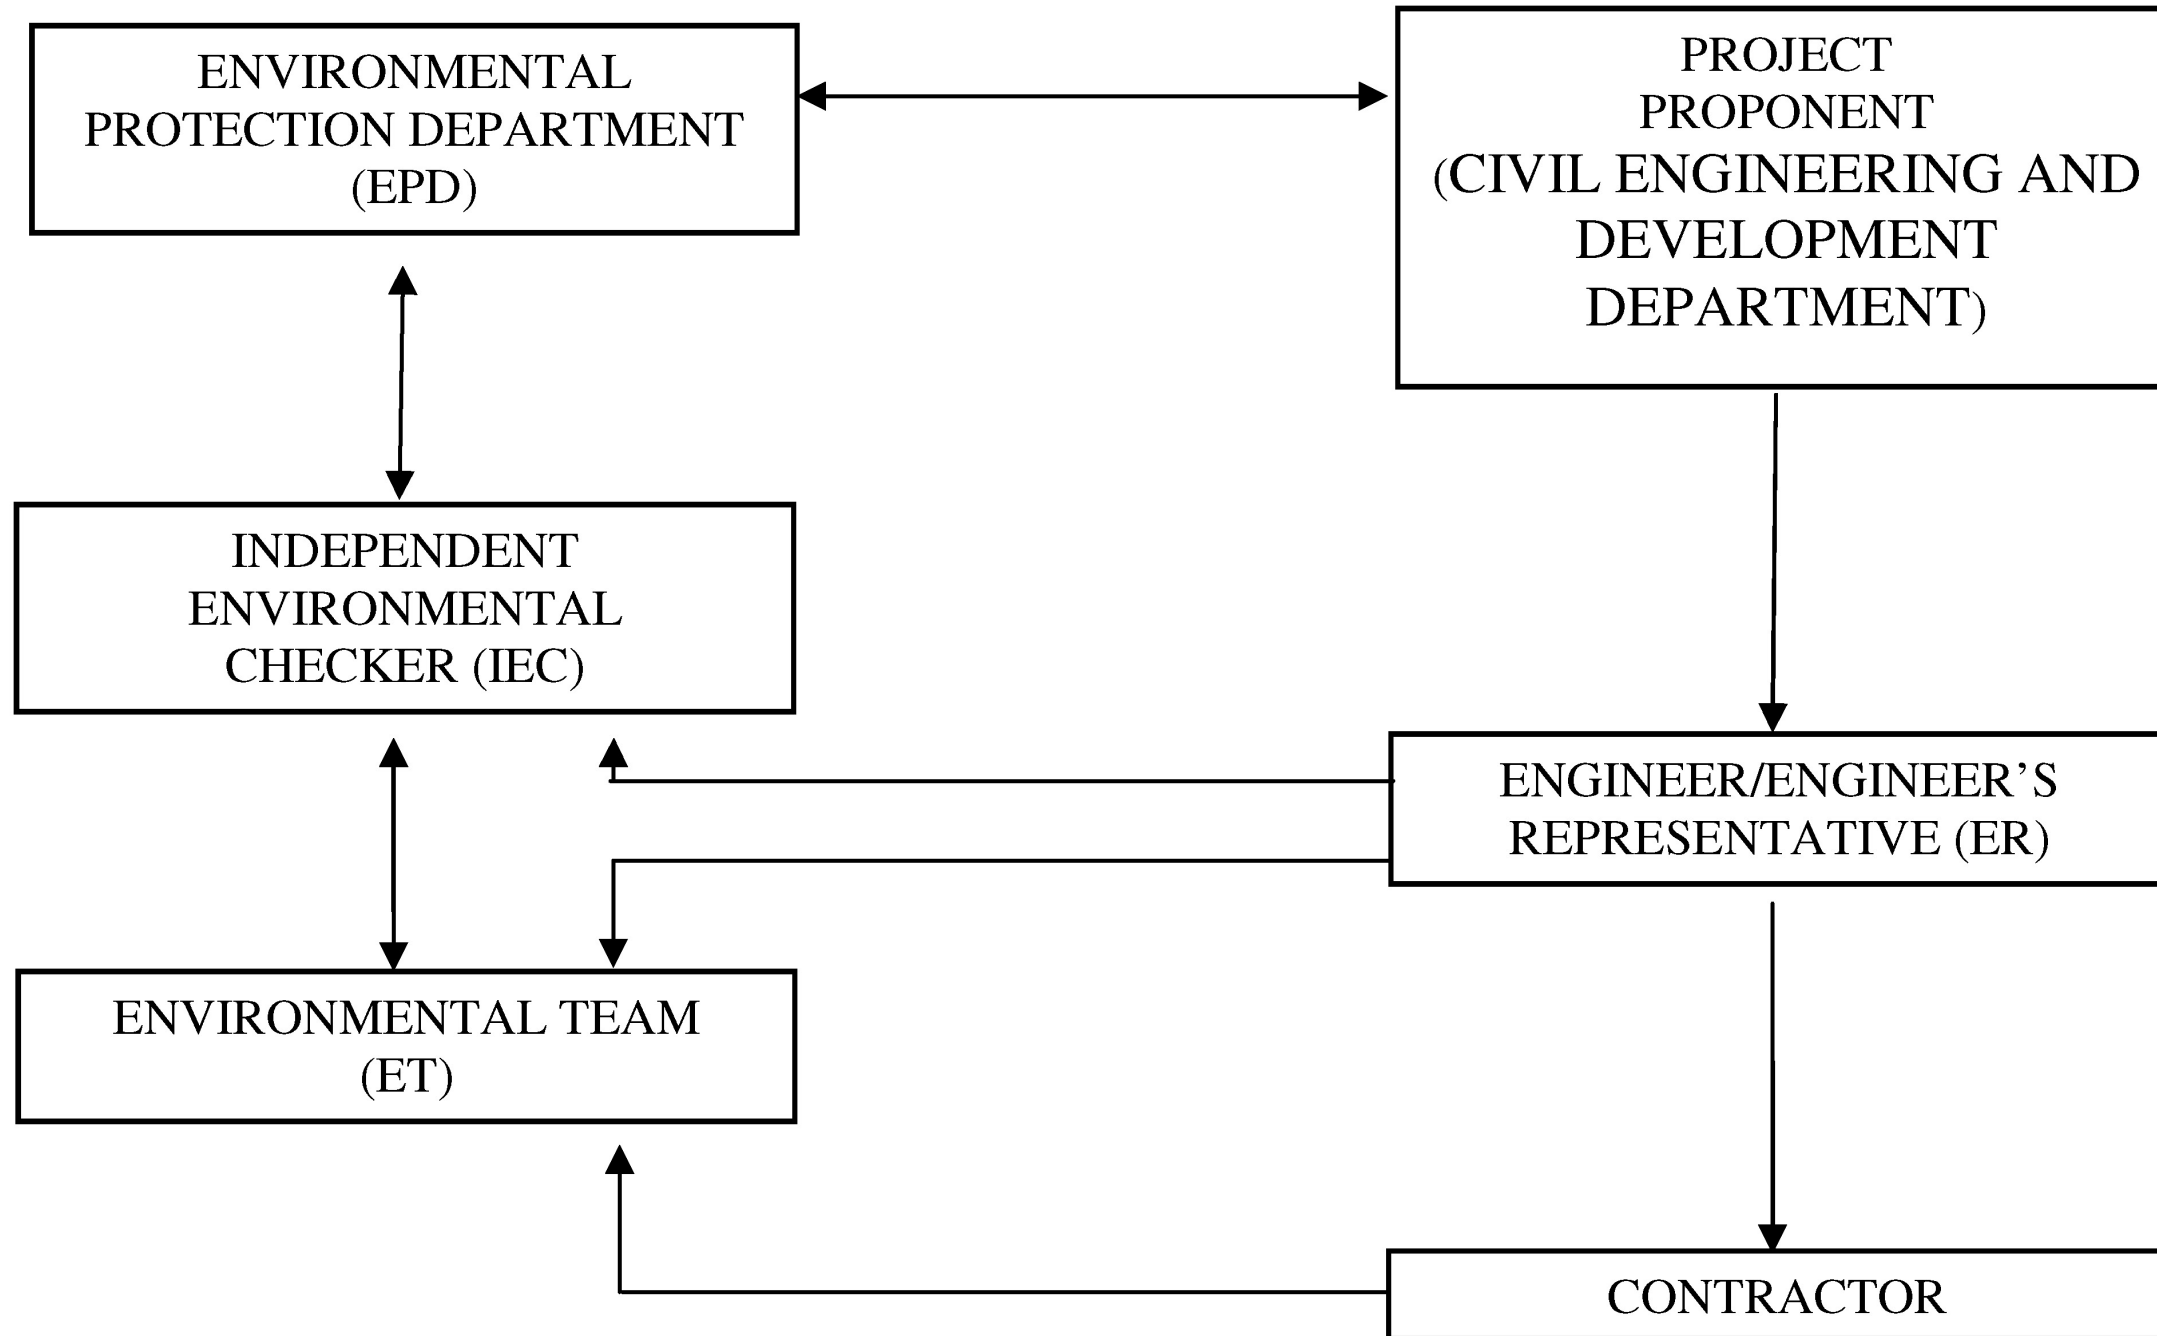 ENVIRONMENTAL
PROTECTION DEPARTMENT
(EPD)
PROJECT
PROPONENT
(CIVIL ENGINEERING AND
DEVELOPMENT
DEPARTMENT)
INDEPENDENT
ENVIRONMENTAL
CHECKER (IEC)
ENGINEER/ENGINEER’S
REPRESENTATIVE (ER)
ENVIRONMENTAL TEAM
(ET)
CONTRACTOR